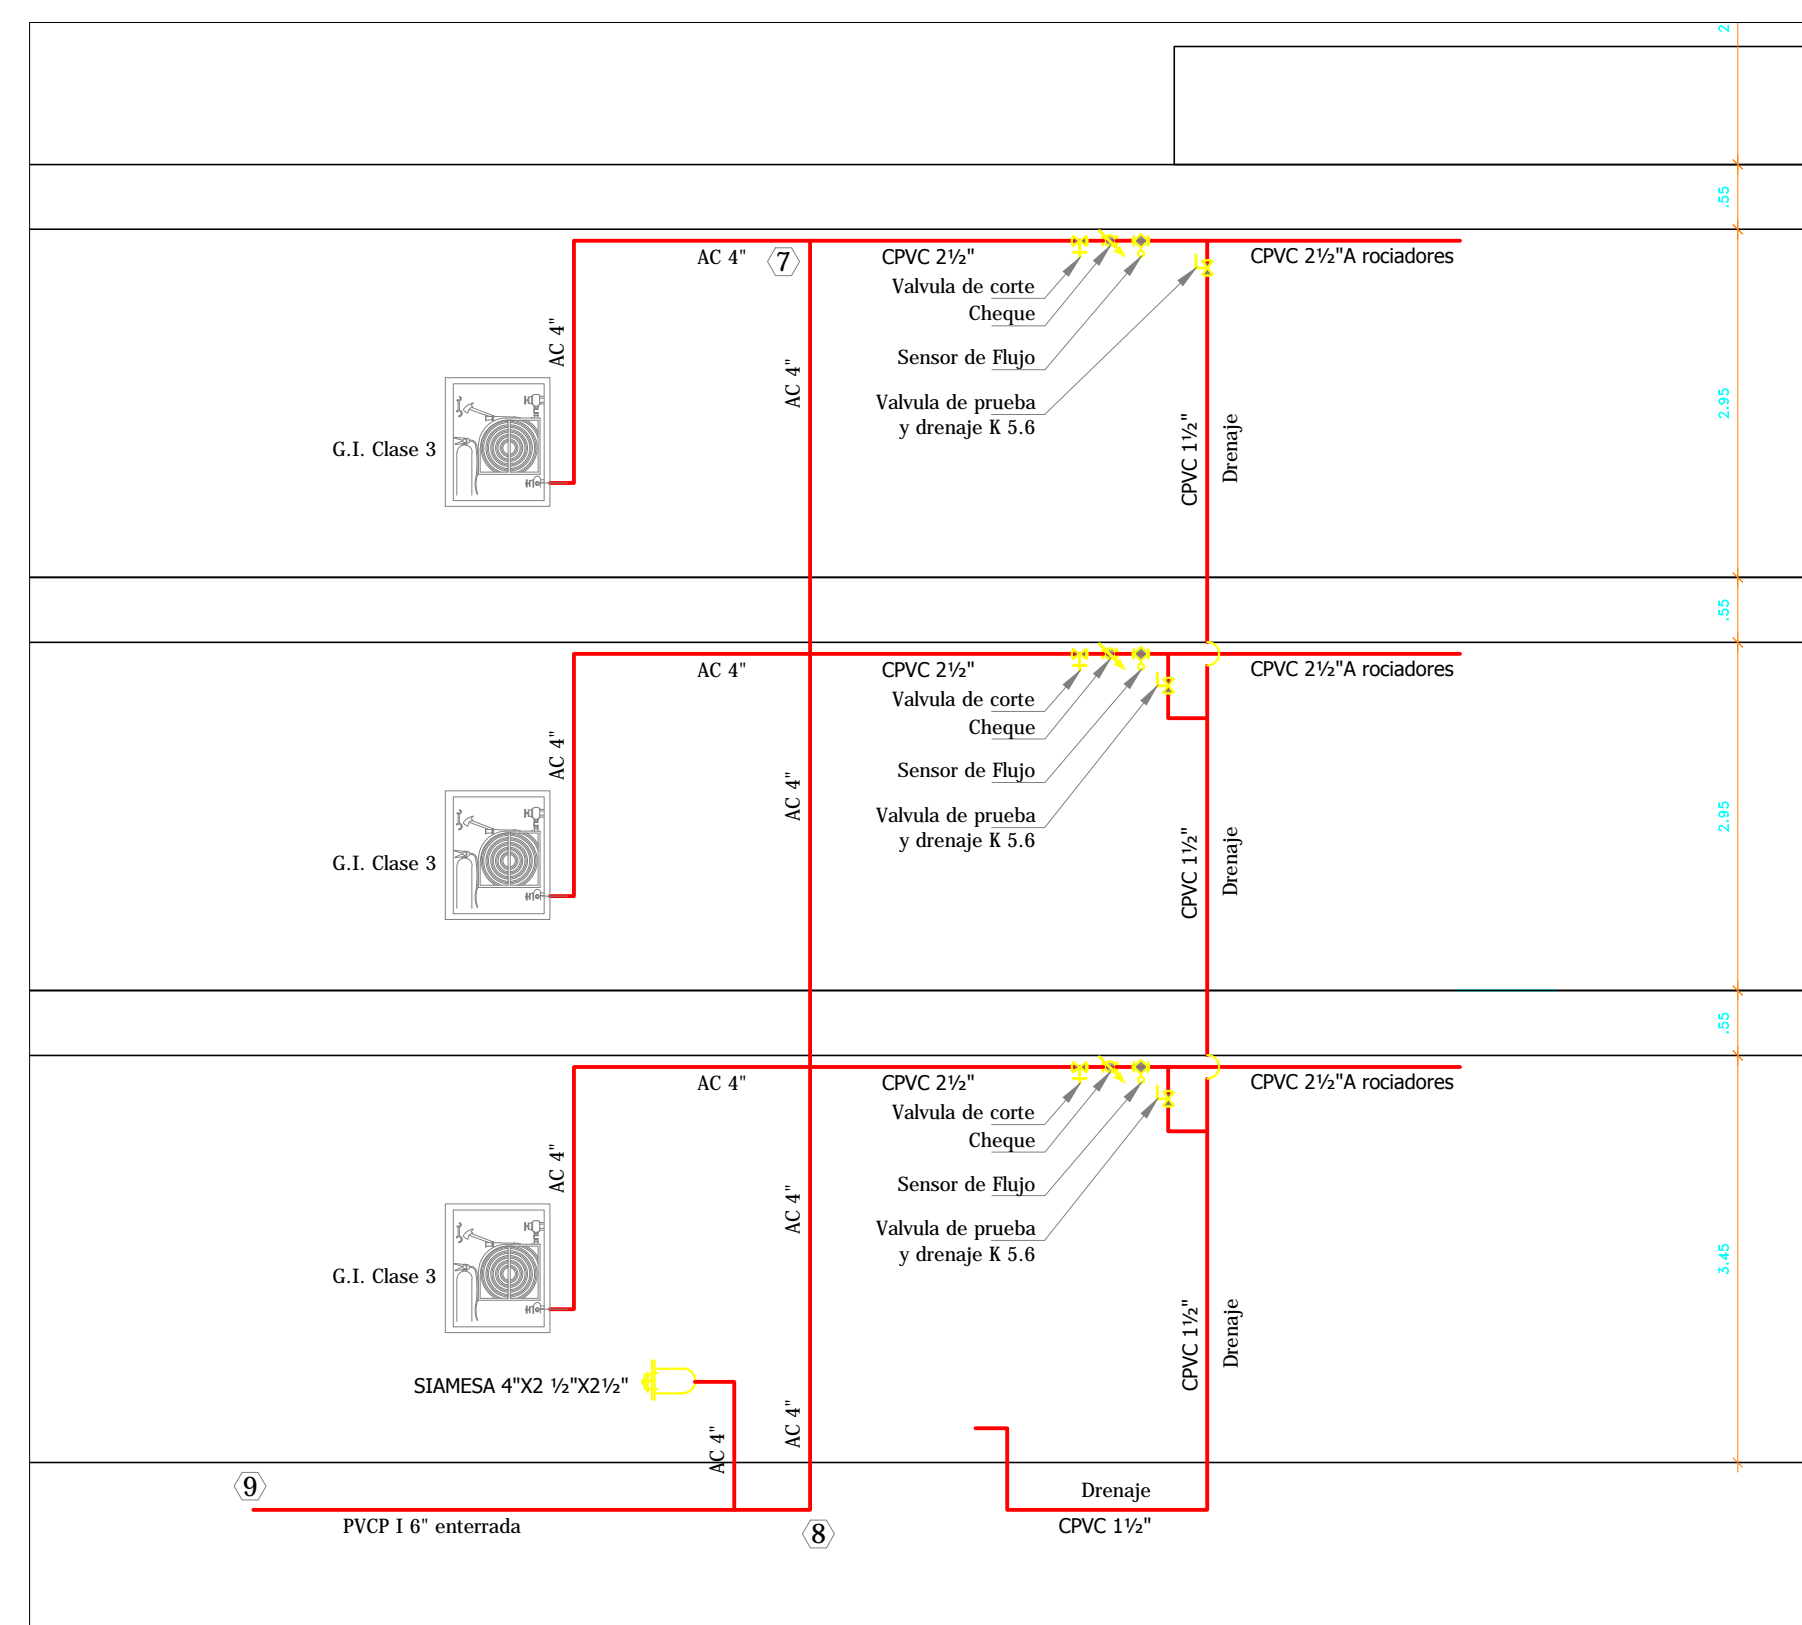 2
.55
AC 4"
7
CPVC 2½"
CPVC 2½"A rociadores
Valvula de corte
Cheque
AC 4"
AC 4"
Sensor de Flujo
Valvula de prueba
y drenaje K 5.6
2.95
G.I. Clase 3
CPVC 1½"
Drenaje
.55
AC 4"
CPVC 2½"
CPVC 2½"A rociadores
Valvula de corte
Cheque
AC 4"
AC 4"
Sensor de Flujo
Valvula de prueba
y drenaje K 5.6
2.95
G.I. Clase 3
CPVC 1½"
Drenaje
.55
AC 4"
CPVC 2½"
CPVC 2½"A rociadores
Valvula de corte
Cheque
AC 4"
AC 4"
Sensor de Flujo
Valvula de prueba
y drenaje K 5.6
3.45
G.I. Clase 3
CPVC 1½"
Drenaje
SIAMESA 4"X2 ½"X2½"
AC 4"
AC 4"
9
Drenaje
PVCP I 6" enterrada
8
CPVC 1½"